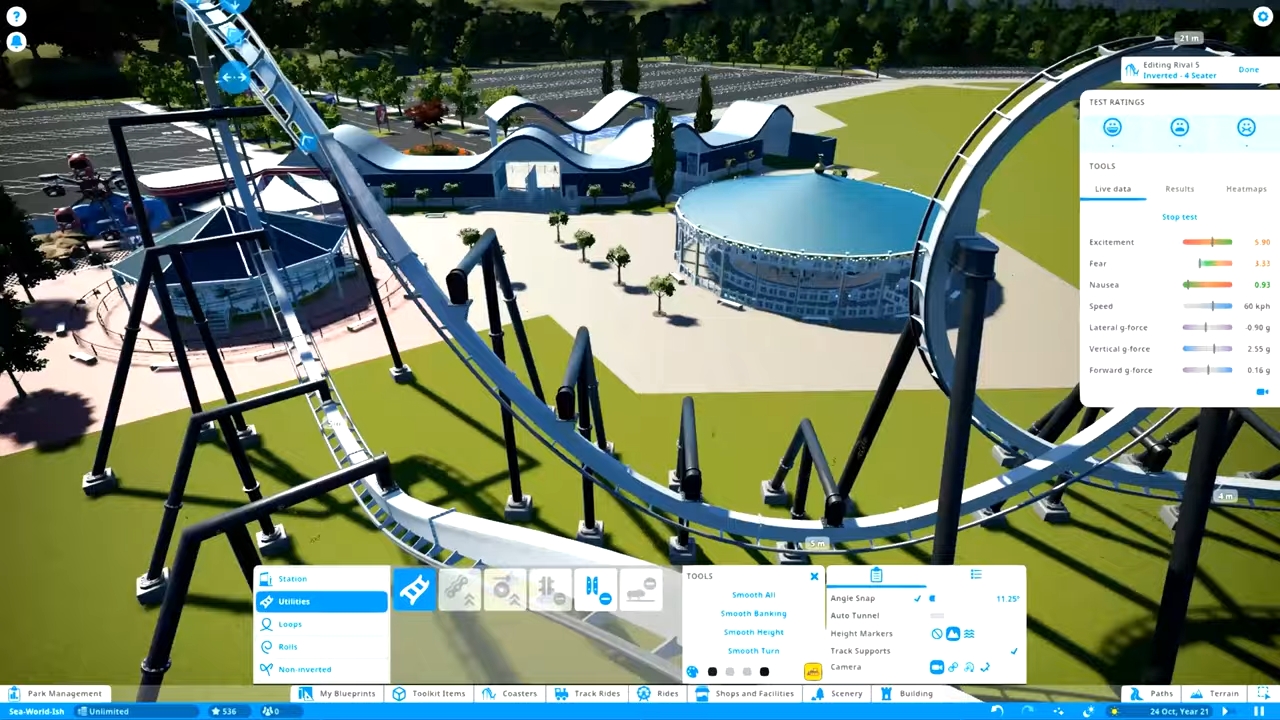 ?
21 m
Editing Rival 5
Inverted - 4 Seater
Done
TEST RATINGS
- - -
TOOLS
Live data Results Heatmaps
Stop test
Excitement 5.90
Fear 3.33
Nausea 0.93
Speed 60 kph
Lateral g-force -0.90 g
Vertical g-force 2.55 g
Forward g-force 0.16 g
4 m
5 m
Station
Utilities
Loops
Rolls
Non-inverted
TOOLS
Smooth All
Smooth Banking
Smooth Height
Smooth Turn
Angle Snap 11.25°
Auto Tunnel
Height Markers
Track Supports
Camera
Park Management My Blueprints Toolkit Items Coasters Track Rides Rides Shops and Facilities Scenery Building Paths Terrain
Sea-World-Ish Unlimited 536 0 24 Oct, Year 21